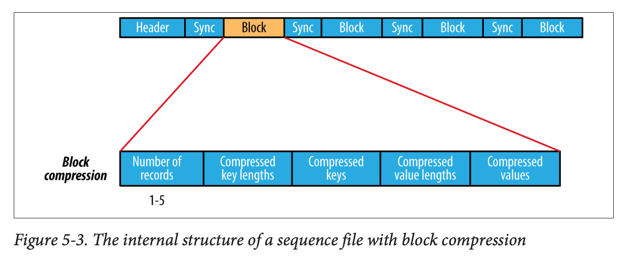 Header Sync Block Sync Block Sync Block Sync Block
Block
compression
Number of
records
Compressed
key lengths
Compressed
keys
Compressed
value lengths
Compressed
values
1-5
Figure 5-3. The internal structure of a sequence file with block compression